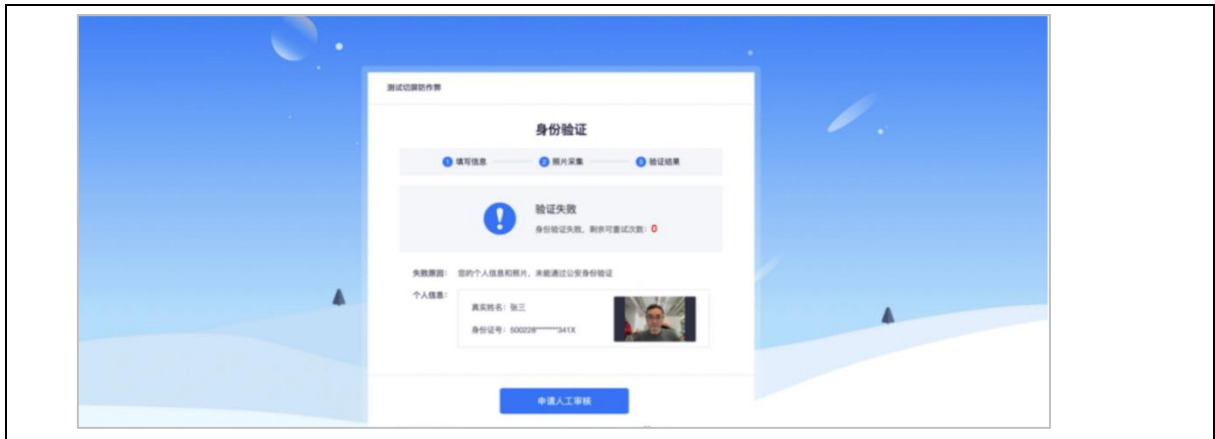 测试切屏防作弊
身份验证
1 填写信息 2 照片采集 3 验证结果
验证失败
身份验证失败，剩余可重试次数：0
失败原因： 您的个人信息和照片，未能通过公安身份验证
个人信息：
真实姓名：张三
身份证号：500228********341X
申请人工审核